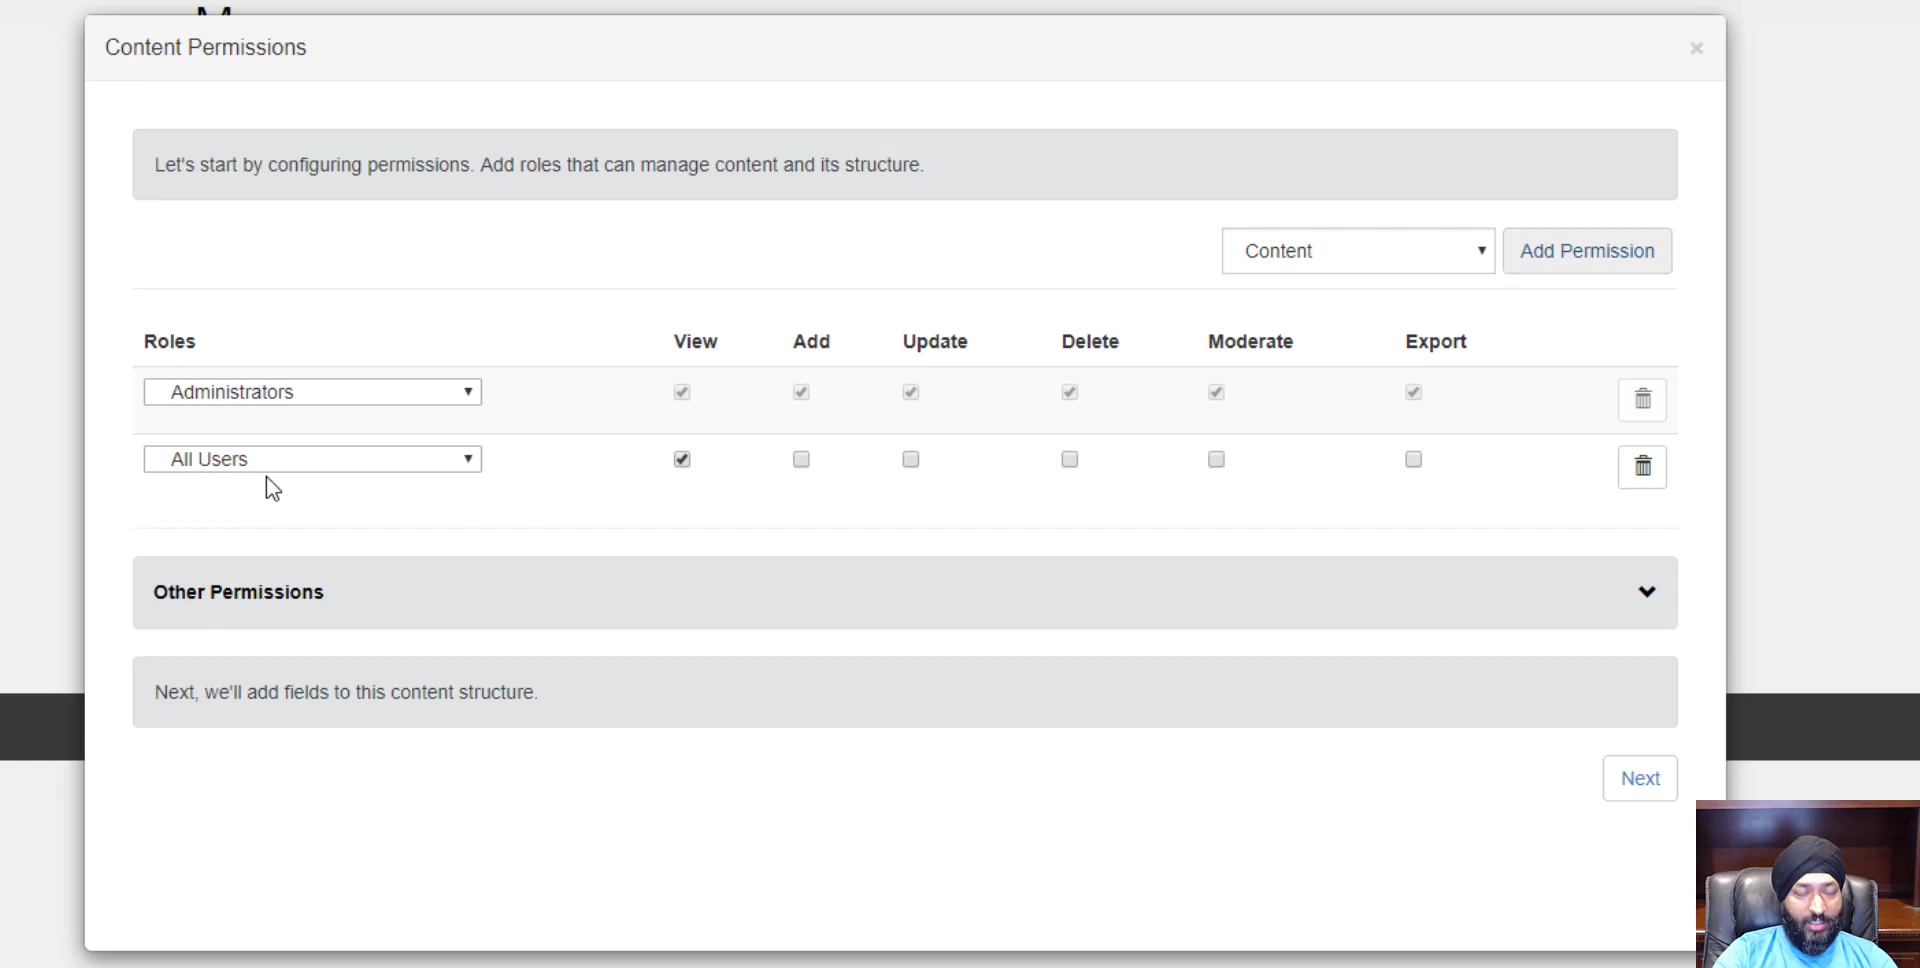 Content Permissions
×
Let's start by configuring permissions. Add roles that can manage content and its structure.
Content Add Permission
Roles View Add Update Delete Moderate Export
Administrators
All Users
Other Permissions
Next, we'll add fields to this content structure.
Next